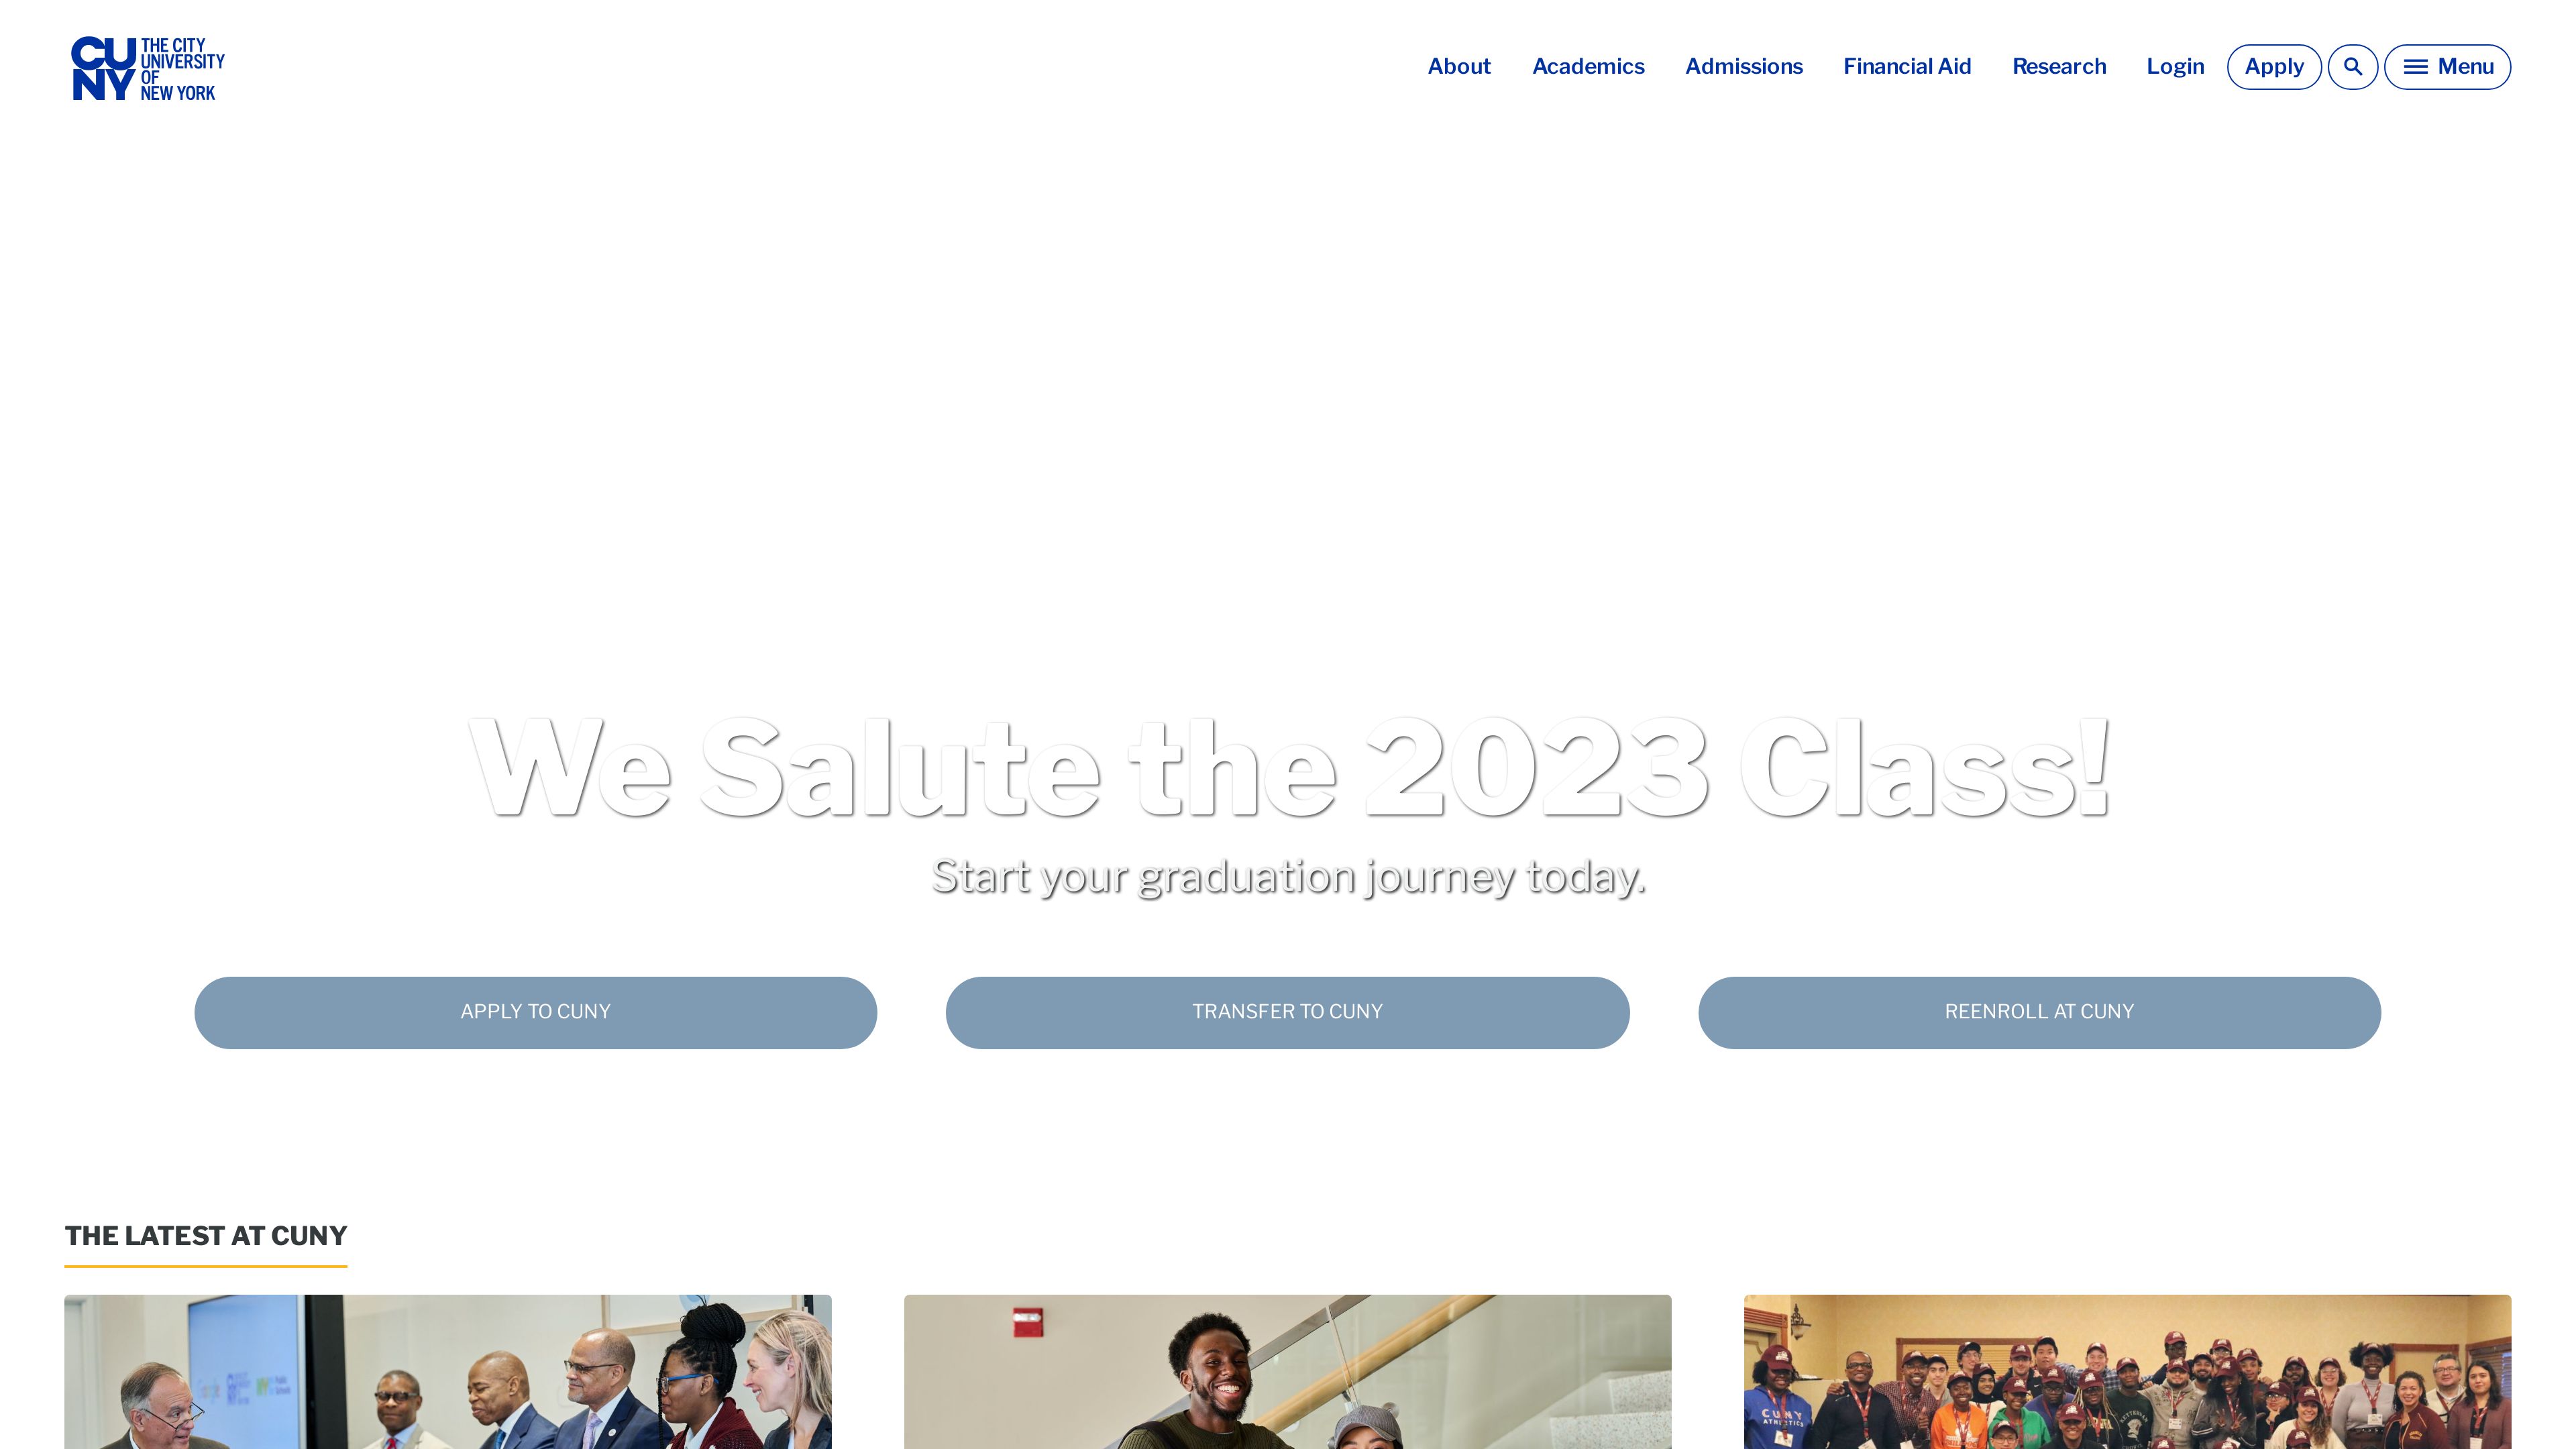 CU
NY
THE CITY
UNIVERSITY
OF
NEW YORK
About Academics Admissions Financial Aid Research Login Apply Menu
We Salute the 2023 Class!
Start your graduation journey today.
APPLY TO CUNY TRANSFER TO CUNY REENROLL AT CUNY
THE LATEST AT CUNY
CUNY
ATHLETICS